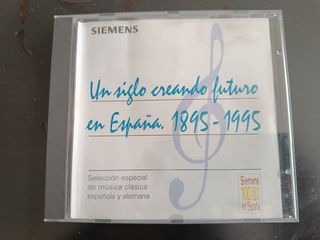 SIEMENS
Un siglo creando futuro
en España. 1895-1995
Selección especial
de música clásica
española y alemana
Siemens
100
en España